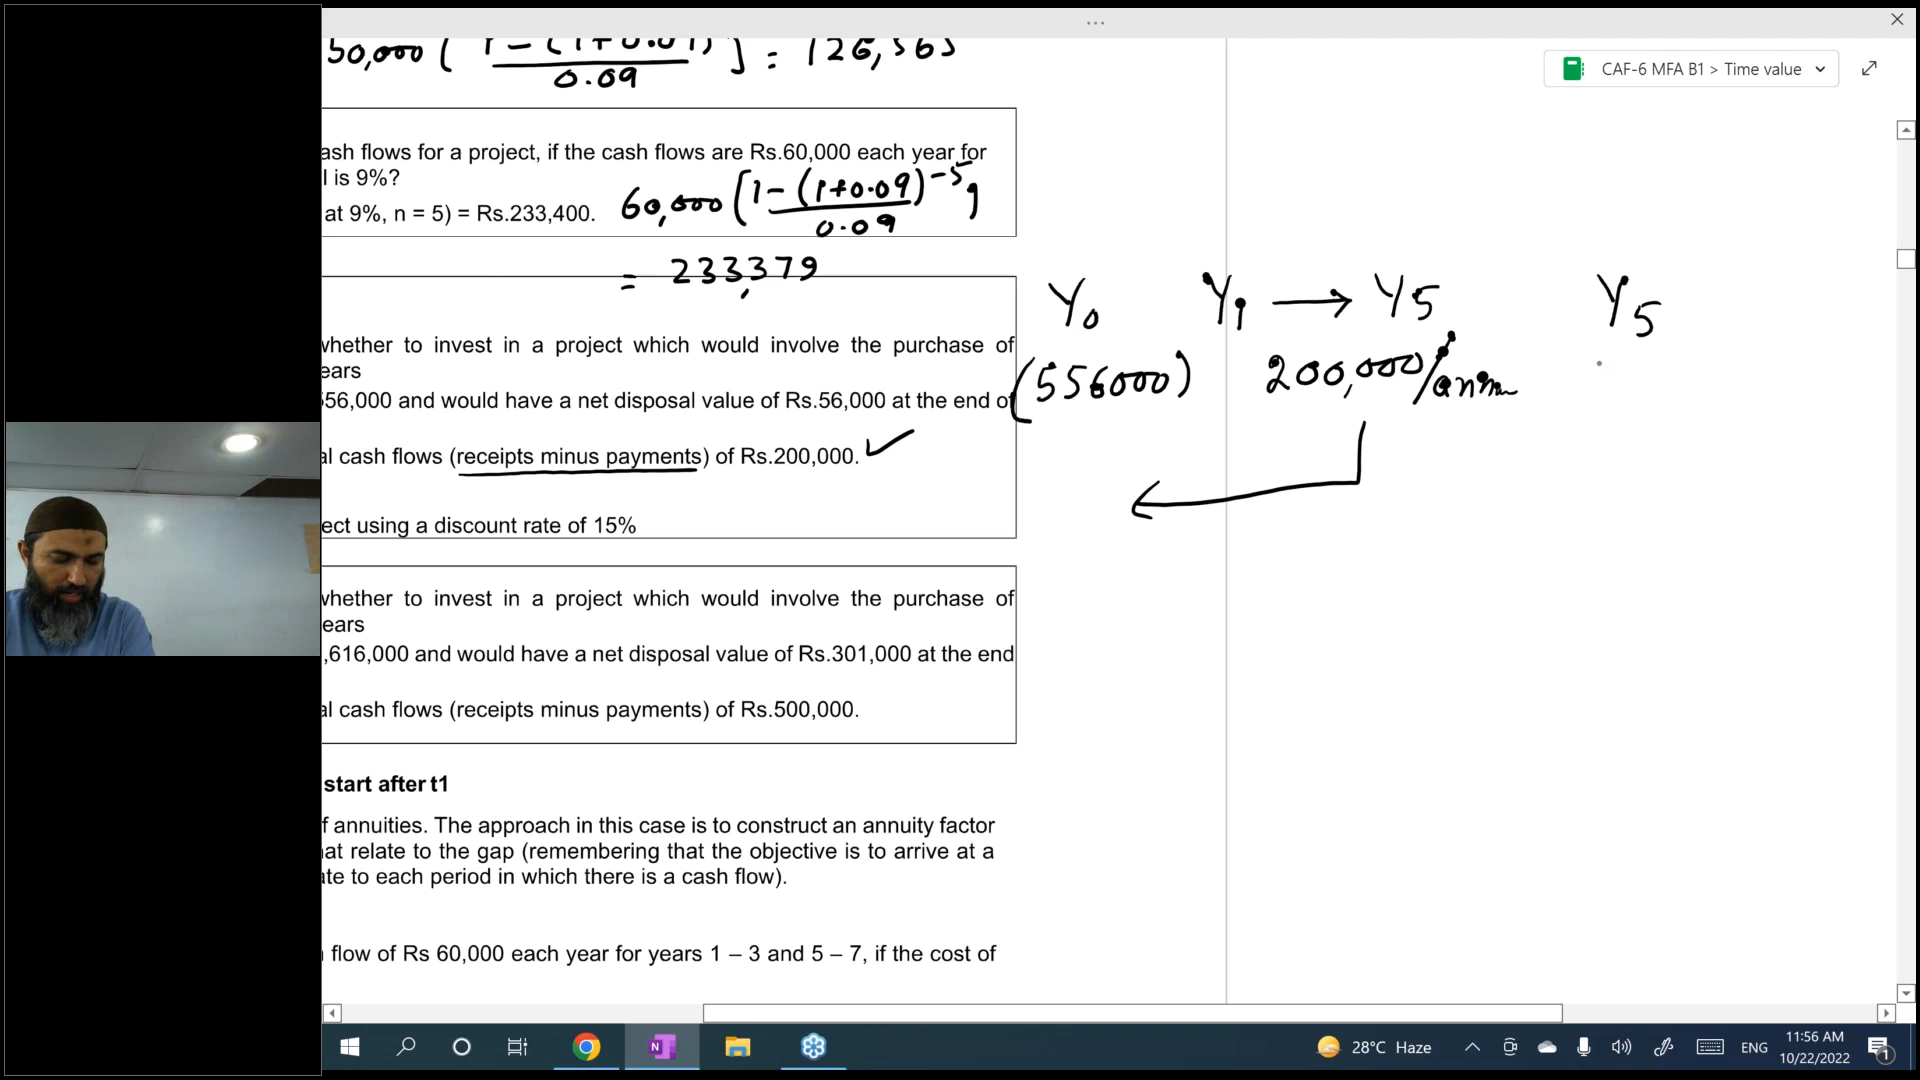 50,000 ( 1 - (1+0.09) ] = 126,565
0.09
CAF-6 MFA B1 > Time value
ash flows for a project, if the cash flows are Rs.60,000 each year for
l is 9%?
at 9%, n = 5) = Rs.233,400.
60,000 [1-(1+0.09)-5]
0.09
= 233,379
Y0 Y1 → Y5 Y5
whether to invest in a project which would involve the purchase of
ears
556,000 and would have a net disposal value of Rs.56,000 at the end of
(556000) 200,000/annum
al cash flows (receipts minus payments) of Rs.200,000.
ect using a discount rate of 15%
whether to invest in a project which would involve the purchase of
ears
,616,000 and would have a net disposal value of Rs.301,000 at the end
al cash flows (receipts minus payments) of Rs.500,000.
start after t1
f annuities. The approach in this case is to construct an annuity factor
hat relate to the gap (remembering that the objective is to arrive at a
ate to each period in which there is a cash flow).
flow of Rs 60,000 each year for years 1 – 3 and 5 – 7, if the cost of
28°C Haze
ENG
11:56 AM
10/22/2022
1